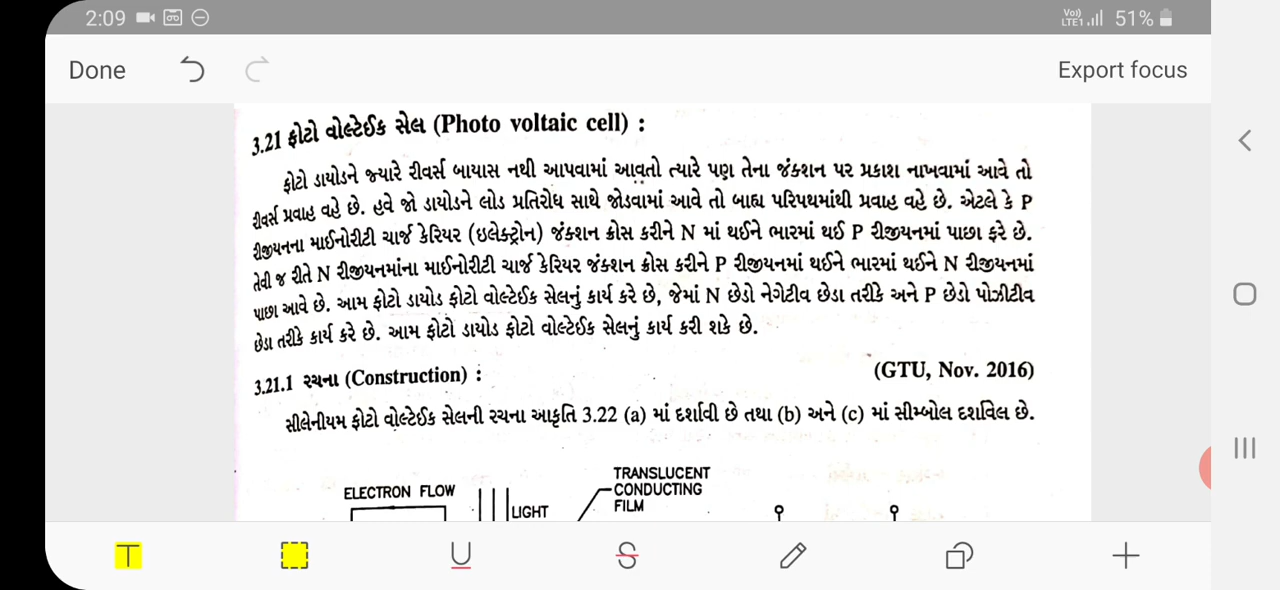 2:09
Vo)) LTE1 51%
Done
Export focus
3.21 ફોટો વોલ્ટેઈક સેલ (Photo voltaic cell) :
ફોટો ડાયોડને જ્યારે રીવર્સ બાયાસ નથી આપવામાં આવતો ત્યારે પણ તેના જંક્શન પર પ્રકાશ નાખવામાં આવે તો
રીવર્સ પ્રવાહ વહે છે. હવે જો ડાયોડને લોડ પ્રતિરોધ સાથે જોડવામાં આવે તો બાહ્ય પરિપથમાંથી પ્રવાહ વહે છે. એટલે કે P
રીજીયનના માઈનોરીટી ચાર્જ કેરિયર (ઇલેક્ટ્રોન) જંક્શન ક્રોસ કરીને N માં થઈને ભારમાં થઈ P રીજીયનમાં પાછા ફરે છે.
તેવી જ રીતે N રીજીયનમાંના માઈનોરીટી ચાર્જ કેરિયર જંક્શન ક્રોસ કરીને P રીજીયનમાં થઈને ભારમાં થઈને N રીજીયનમાં
પાછા આવે છે. આમ ફોટો ડાયોડ ફોટો વોલ્ટેઈક સેલનું કાર્ય કરે છે, જેમાં N છેડો નેગેટીવ છેડા તરીકે અને P છેડો પોઝીટીવ
છેડા તરીકે કાર્ય કરે છે. આમ ફોટો ડાયોડ ફોટો વોલ્ટેઈક સેલનું કાર્ય કરી શકે છે.
3.21.1 રચના (Construction) :
(GTU, Nov. 2016)
સીલેનીયમ ફોટો વોલ્ટેઈક સેલની રચના આકૃતિ 3.22 (a) માં દર્શાવી છે તથા (b) અને (c) માં સીમ્બોલ દર્શાવેલ છે.
ELECTRON FLOW
LIGHT
TRANSLUCENT
CONDUCTING
FILM
T
U
S